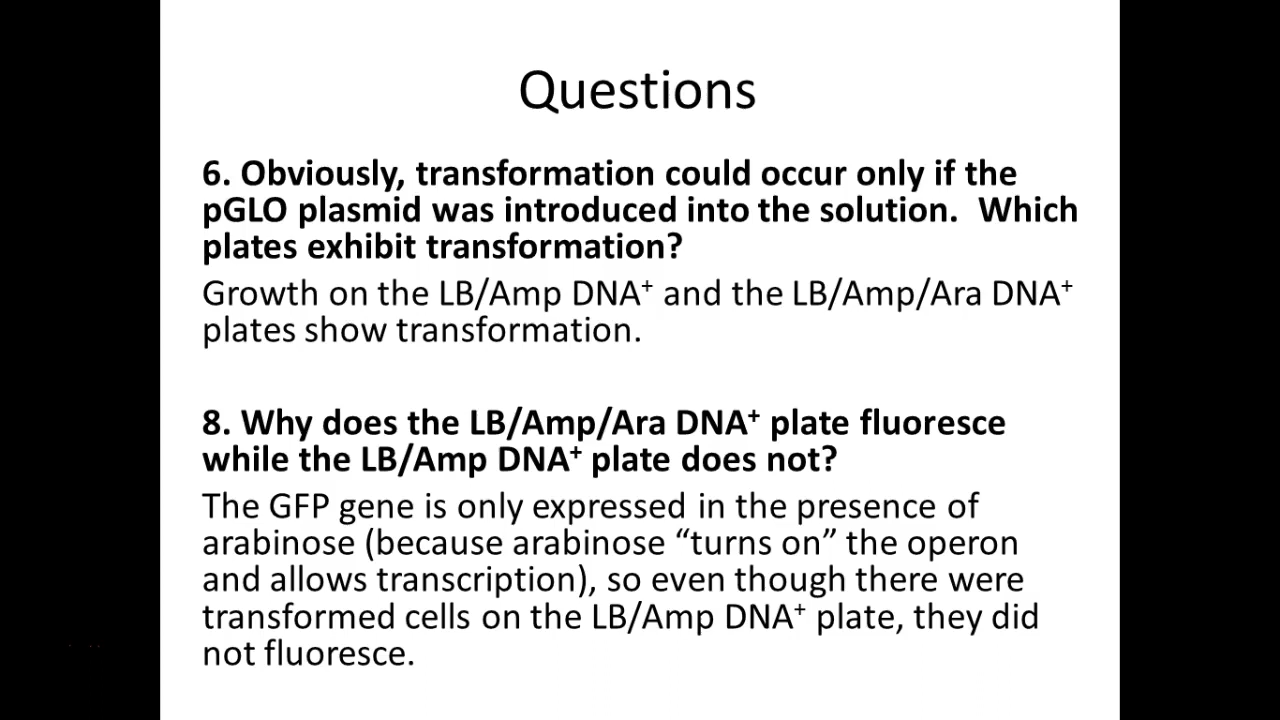 Questions
6. Obviously, transformation could occur only if the
pGLO plasmid was introduced into the solution.  Which
plates exhibit transformation?
Growth on the LB/Amp DNA⁺ and the LB/Amp/Ara DNA⁺
plates show transformation.
8. Why does the LB/Amp/Ara DNA⁺ plate fluoresce
while the LB/Amp DNA⁺ plate does not?
The GFP gene is only expressed in the presence of
arabinose (because arabinose “turns on” the operon
and allows transcription), so even though there were
transformed cells on the LB/Amp DNA⁺ plate, they did
not fluoresce.